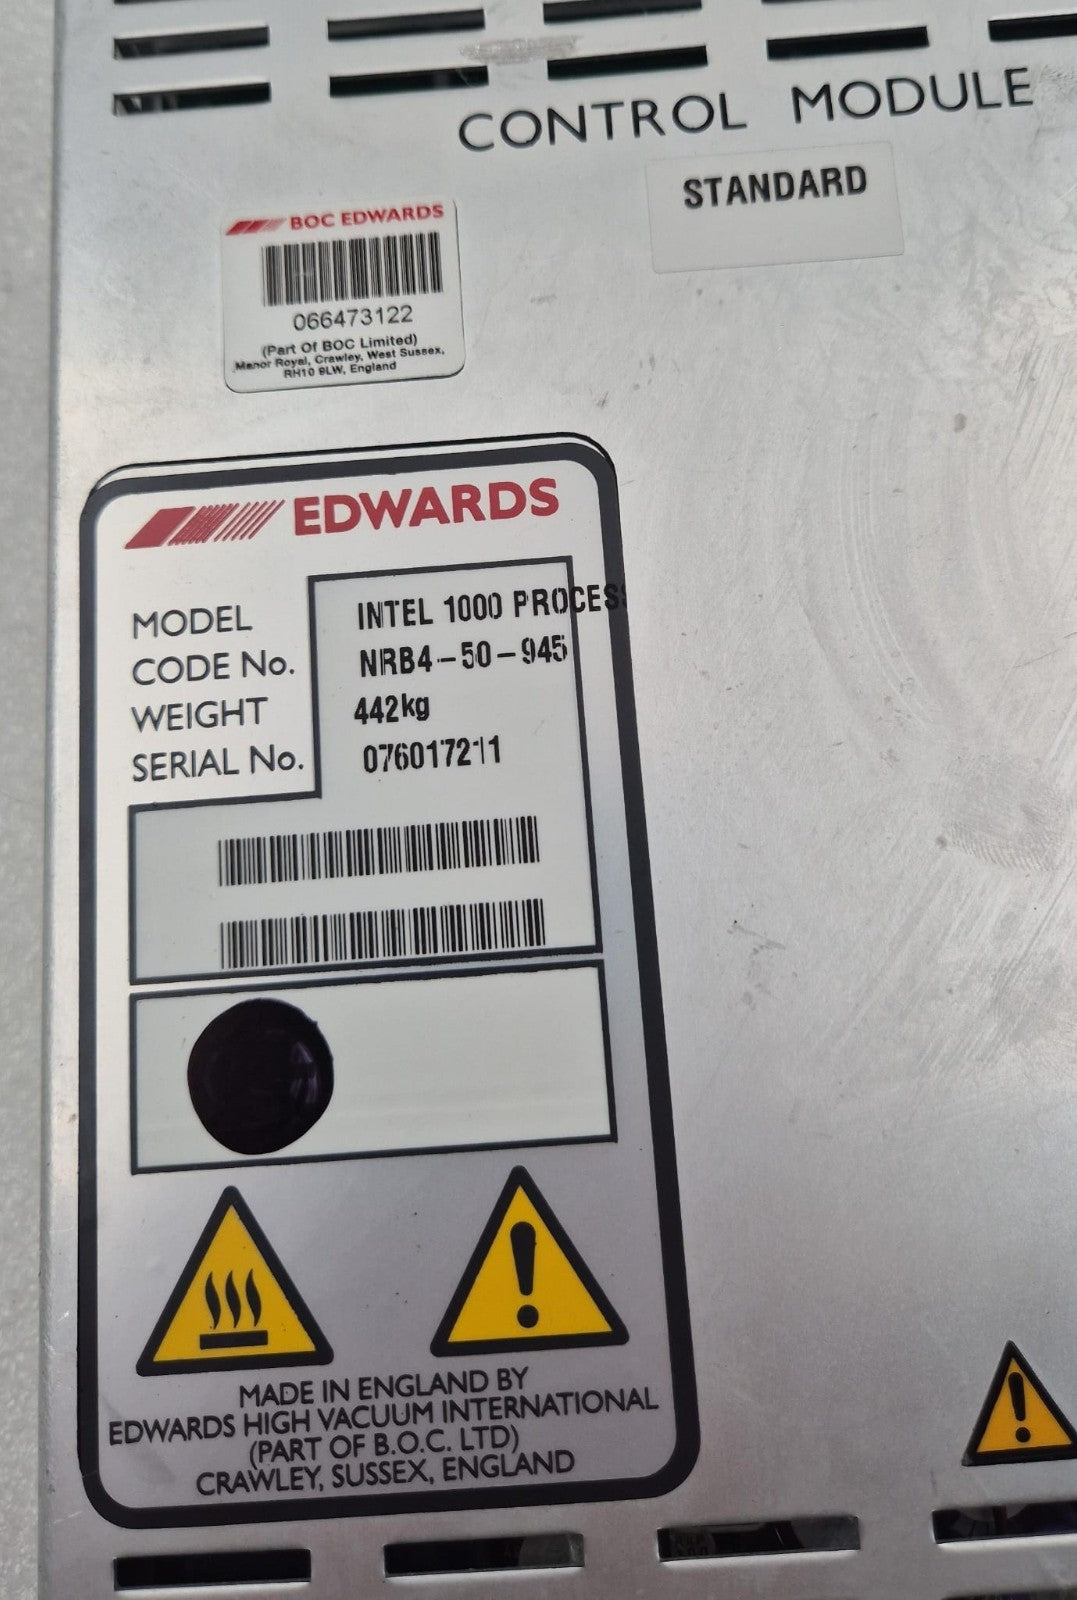 CONTROL MODULE
STANDARD
BOC EDWARDS
066473122
(Part Of BOC Limited)
Manor Royal, Crawley, West Sussex,
RH10 9LW, England
EDWARDS
MODEL INTEL 1000 PROCESS
CODE No. NRB4-50-945
WEIGHT 442kg
SERIAL No. 076017211
MADE IN ENGLAND BY
EDWARDS HIGH VACUUM INTERNATIONAL
(PART OF B.O.C. LTD)
CRAWLEY, SUSSEX, ENGLAND